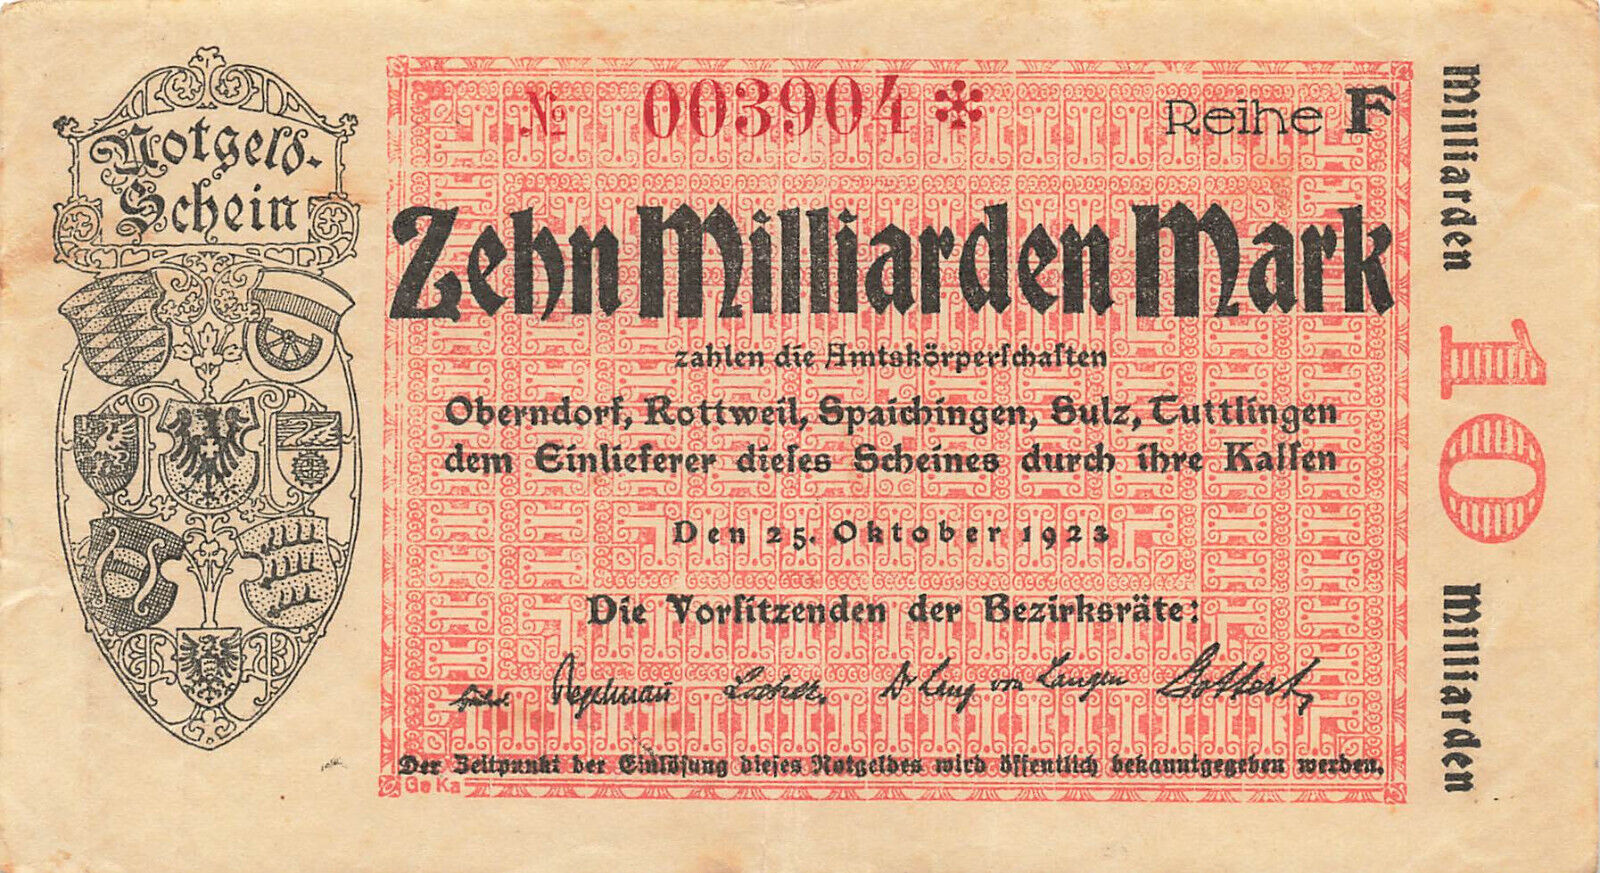 Notgeld-
Schein
№ 003904 *
Reihe F
Zehn Milliarden Mark
zahlen die Amtskörperschaften
Oberndorf, Rottweil, Spaichingen, Sulz, Tuttlingen
dem Einlieferer dieses Scheines durch ihre Kassen
Den 25. Oktober 1923
Die Vorsitzenden der Bezirksräte:
Der Zeitpunkt der Einlösung dieses Notgeldes wird öffentlich bekanntgegeben werden.
Ge Ka
Milliarden 10 Milliarden